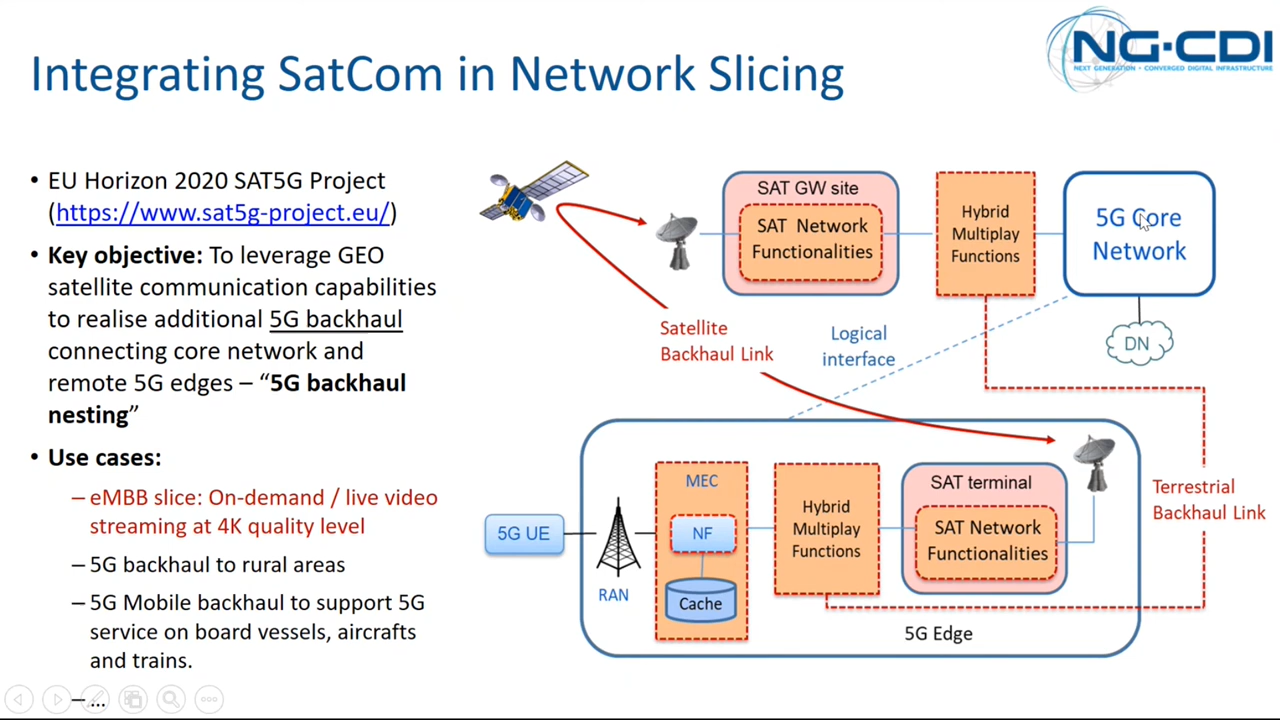 NG-CDI
NEXT GENERATION - CONVERGED DIGITAL INFRASTRUCTURE
Integrating SatCom in Network Slicing
• EU Horizon 2020 SAT5G Project
(https://www.sat5g-project.eu/)
• Key objective: To leverage GEO
satellite communication capabilities
to realise additional 5G backhaul
connecting core network and
remote 5G edges – “5G backhaul
nesting”
• Use cases:
– eMBB slice: On-demand / live video
streaming at 4K quality level
– 5G backhaul to rural areas
– 5G Mobile backhaul to support 5G
service on board vessels, aircrafts
and trains.
– ...
SAT GW site
SAT Network
Functionalities
Hybrid
Multiplay
Functions
5G Core
Network
DN
Satellite
Backhaul Link
Logical
interface
Terrestrial
Backhaul Link
5G UE
RAN
MEC
NF
Cache
Hybrid
Multiplay
Functions
SAT terminal
SAT Network
Functionalities
5G Edge